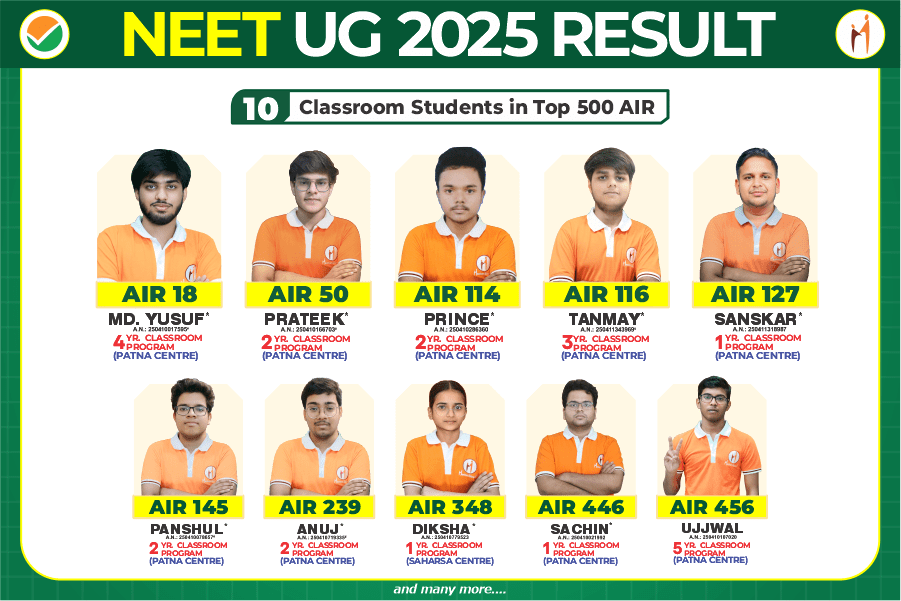 NEET UG 2025 RESULT
10 Classroom Students in Top 500 AIR
AIR 18
MD. YUSUF*
4 YR. CLASSROOM PROGRAM
(PATNA CENTRE)
AIR 50
PRATEEK*
2 YR. CLASSROOM PROGRAM
(PATNA CENTRE)
AIR 114
PRINCE*
A.N.: 250410286360
2 YR. CLASSROOM PROGRAM
(PATNA CENTRE)
AIR 116
TANMAY*
3 YR. CLASSROOM PROGRAM
(PATNA CENTRE)
AIR 127
SANSKAR*
A.N.: 250411318987
1 YR. CLASSROOM PROGRAM
(PATNA CENTRE)
AIR 145
PANSHUL*
2 YR. CLASSROOM PROGRAM
(PATNA CENTRE)
AIR 239
ANUJ*
2 YR. CLASSROOM PROGRAM
(PATNA CENTRE)
AIR 348
DIKSHA*
1 YR. CLASSROOM PROGRAM
(SAHARSA CENTRE)
AIR 446
SACHIN*
1 YR. CLASSROOM PROGRAM
(PATNA CENTRE)
AIR 456
UJJWAL
5 YR. CLASSROOM PROGRAM
(PATNA CENTRE)
and many more....